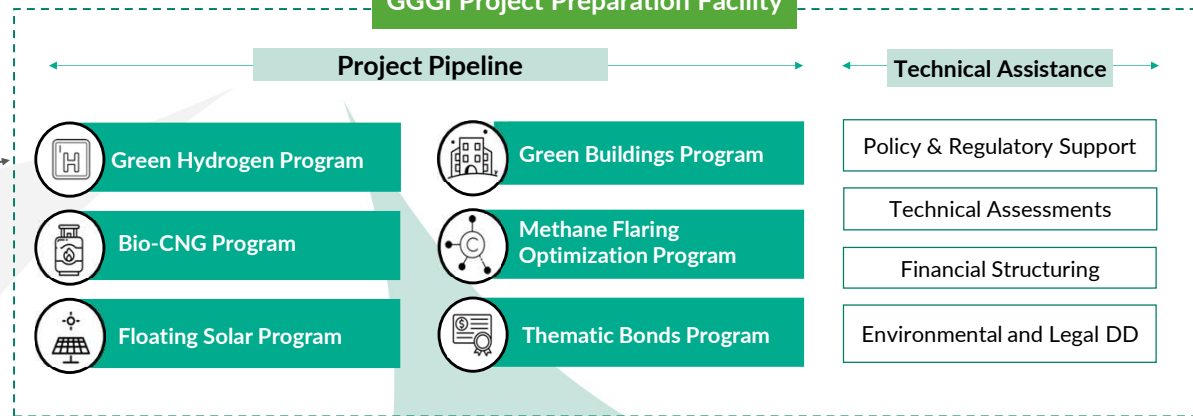 GGGI Project Preparation Facility
Project Pipeline
Technical Assistance
Green Hydrogen Program
Bio-CNG Program
Floating Solar Program
Green Buildings Program
Methane Flaring
Optimization Program
Thematic Bonds Program
Policy & Regulatory Support
Technical Assessments
Financial Structuring
Environmental and Legal DD
H
C
$